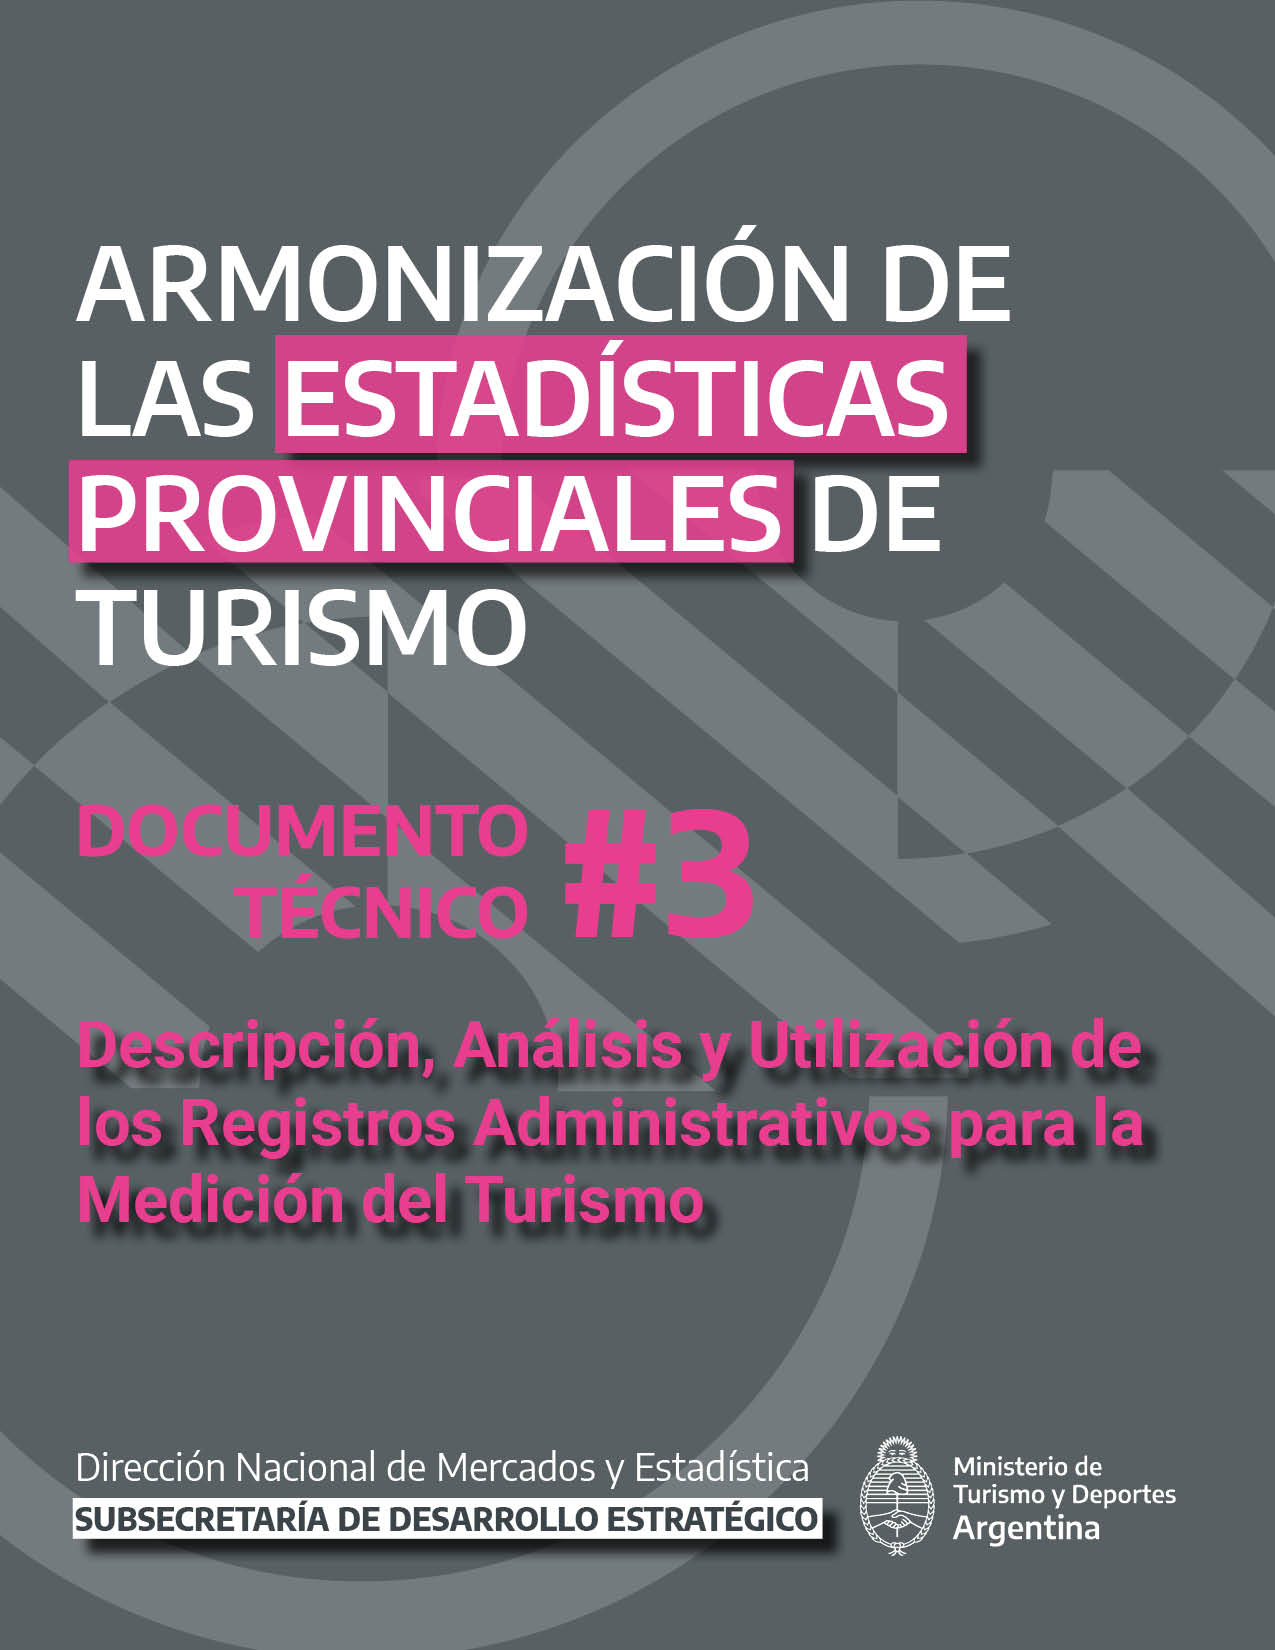 ARMONIZACIÓN DE
LAS ESTADÍSTICAS
PROVINCIALES DE
TURISMO
DOCUMENTO
TÉCNICO #3
Descripción, Análisis y Utilización de
los Registros Administrativos para la
Medición del Turismo
Dirección Nacional de Mercados y Estadística
SUBSECRETARÍA DE DESARROLLO ESTRATÉGICO
Ministerio de
Turismo y Deportes
Argentina